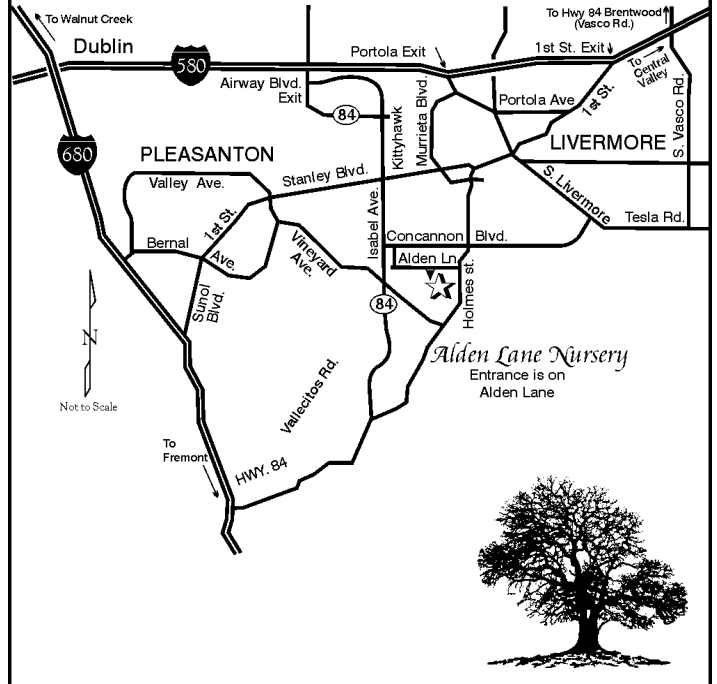 To Walnut Creek
To Hwy 84 Brentwood
(Vasco Rd.)
Dublin
Portola Exit
1st St. Exit
580
To
Central
Valley
Airway Blvd.
Exit
84
Kittyhawk
Murrieta Blvd.
Portola Ave.
1st St.
S. Vasco Rd.
680
PLEASANTON
LIVERMORE
Valley Ave.
Stanley Blvd.
S. Livermore
1st St.
Isabel Ave.
Tesla Rd.
Bernal
Ave.
Vineyard
Ave.
Concannon Blvd.
Alden Ln
Sunol
Blvd.
84
Holmes st.
N
Not to Scale
Alden Lane Nursery
Entrance is on
Alden Lane
Vallecitos Rd.
To
Fremont
HWY. 84